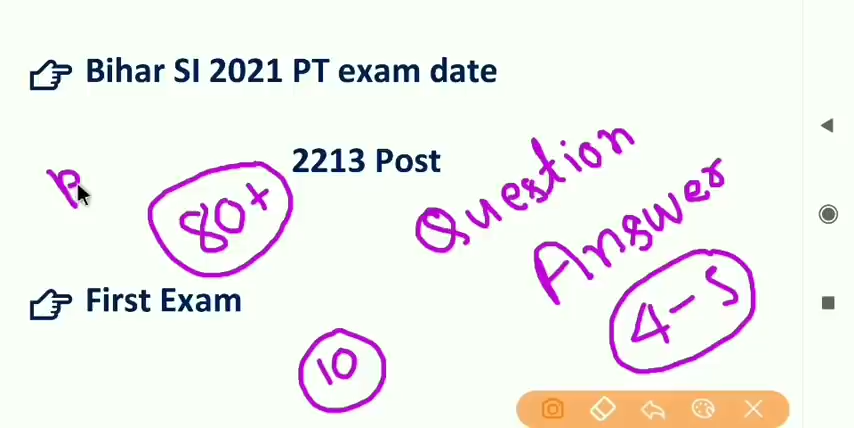 Bihar SI 2021 PT exam date
2213 Post
80+
Question
Answer
First Exam
4-5
10